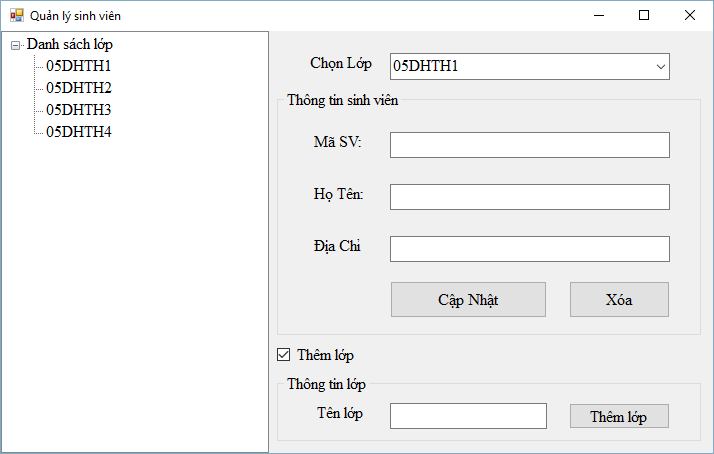 Quản lý sinh viên
Danh sách lớp
05DHTH1
05DHTH2
05DHTH3
05DHTH4
Chọn Lớp
05DHTH1
Thông tin sinh viên
Mã SV:
Họ Tên:
Địa Chỉ
Cập Nhật
Xóa
Thêm lớp
Thông tin lớp
Tên lớp
Thêm lớp